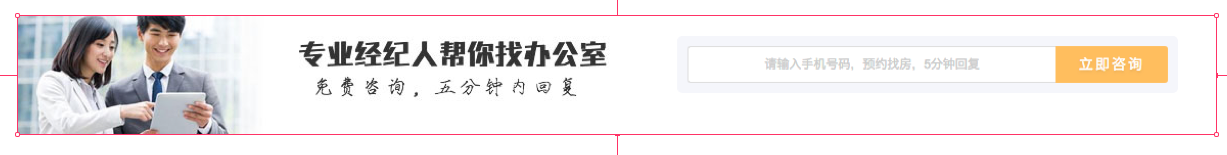 专业经纪人帮你找办公室
免费咨询，五分钟内回复
请输入手机号码，预约找房，5分钟回复
立即咨询